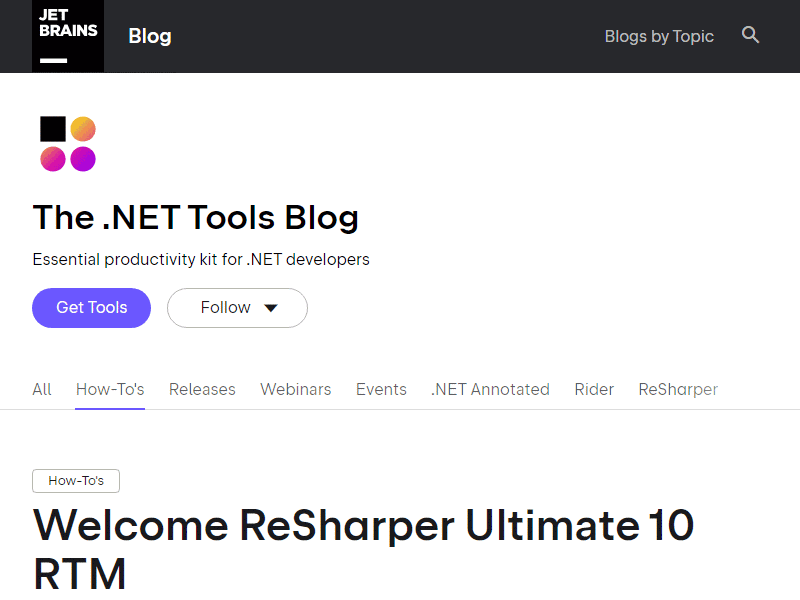 JET
BRAINS
Blog
Blogs by Topic
The .NET Tools Blog
Essential productivity kit for .NET developers
Get Tools
Follow
All How-To's Releases Webinars Events .NET Annotated Rider ReSharper
How-To's
Welcome ReSharper Ultimate 10
RTM